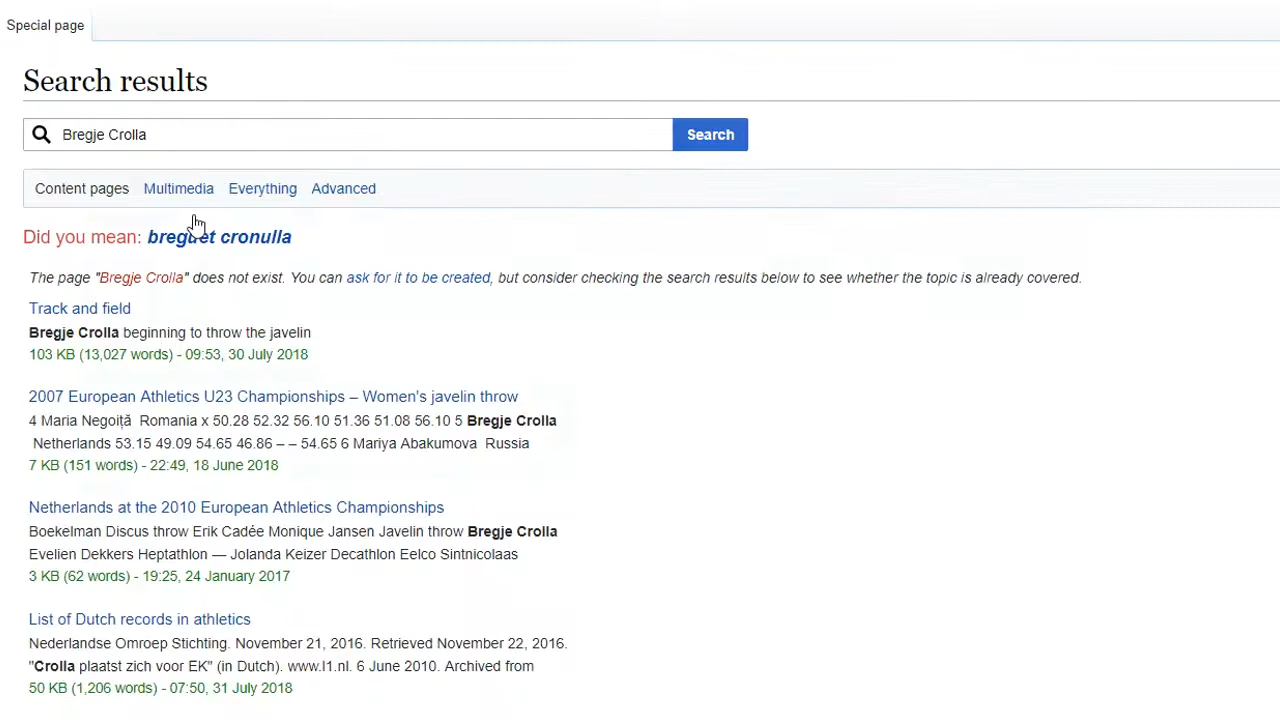 Special page
Search results
Bregje Crolla
Search
Content pages Multimedia Everything Advanced
Did you mean: breguet cronulla
The page "Bregje Crolla" does not exist. You can ask for it to be created, but consider checking the search results below to see whether the topic is already covered.
Track and field
Bregje Crolla beginning to throw the javelin
103 KB (13,027 words) - 09:53, 30 July 2018
2007 European Athletics U23 Championships – Women's javelin throw
4 Maria Negoiță Romania x 50.28 52.32 56.10 51.36 51.08 56.10 5 Bregje Crolla
Netherlands 53.15 49.09 54.65 46.86 – – 54.65 6 Mariya Abakumova Russia
7 KB (151 words) - 22:49, 18 June 2018
Netherlands at the 2010 European Athletics Championships
Boekelman Discus throw Erik Cadée Monique Jansen Javelin throw Bregje Crolla
Evelien Dekkers Heptathlon — Jolanda Keizer Decathlon Eelco Sintnicolaas
3 KB (62 words) - 19:25, 24 January 2017
List of Dutch records in athletics
Nederlandse Omroep Stichting. November 21, 2016. Retrieved November 22, 2016.
"Crolla plaatst zich voor EK" (in Dutch). www.l1.nl. 6 June 2010. Archived from
50 KB (1,206 words) - 07:50, 31 July 2018